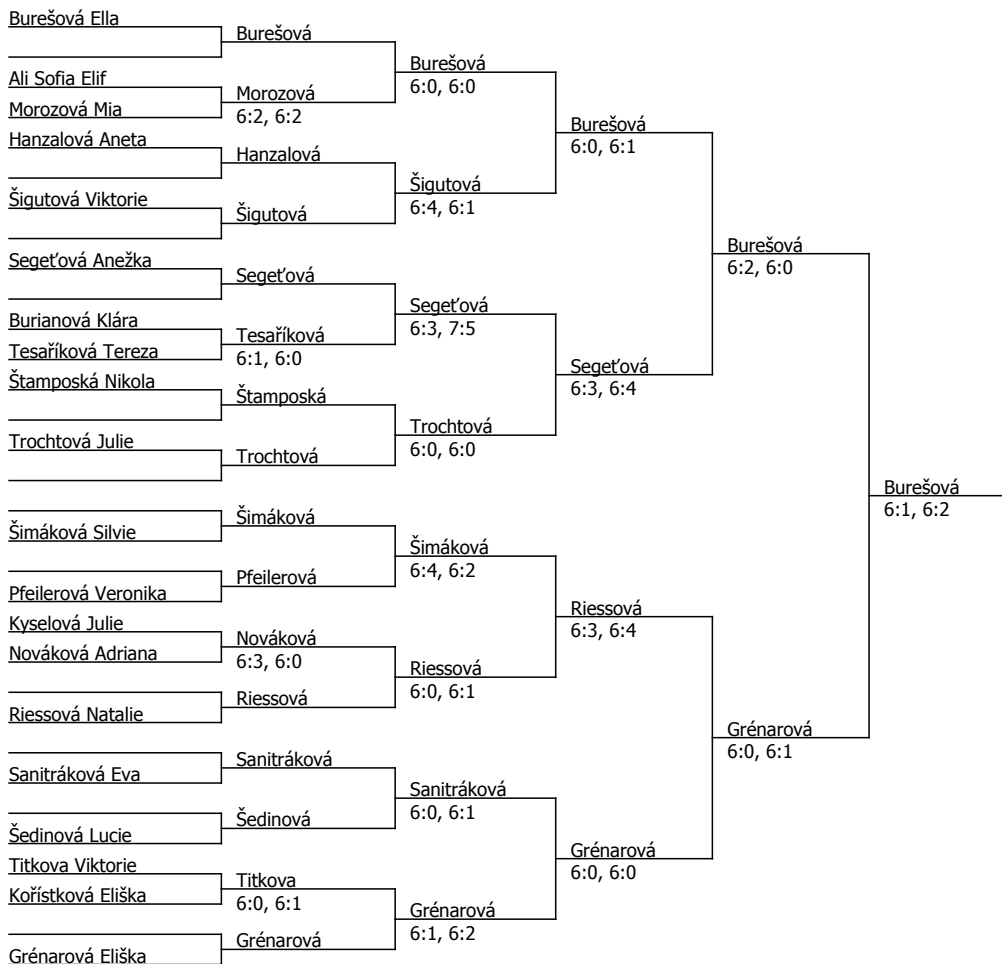 Burešová Ella
Burešová
Burešová
6:0, 6:0
Ali Sofia Elif
Morozová Mia
Morozová
6:2, 6:2
Burešová
6:0, 6:1
Hanzalová Aneta
Hanzalová
Šigutová
6:4, 6:1
Šigutová Viktorie
Šigutová
Burešová
6:2, 6:0
Segeťová Anežka
Segeťová
Segeťová
6:3, 7:5
Burianová Klára
Tesaříková Tereza
Tesaříková
6:1, 6:0
Segeťová
6:3, 6:4
Štamposká Nikola
Štamposká
Trochtová
6:0, 6:0
Trochtová Julie
Trochtová
Burešová
6:1, 6:2
Šimáková Silvie
Šimáková
Šimáková
6:4, 6:2
Pfeilerová Veronika
Pfeilerová
Riessová
6:3, 6:4
Kyselová Julie
Nováková Adriana
Nováková
6:3, 6:0
Riessová
6:0, 6:1
Riessová Natalie
Riessová
Grénarová
6:0, 6:1
Sanitráková Eva
Sanitráková
Sanitráková
6:0, 6:1
Šedinová Lucie
Šedinová
Grénarová
6:0, 6:0
Titkova Viktorie
Kořístková Eliška
Titkova
6:0, 6:1
Grénarová
6:1, 6:2
Grénarová Eliška
Grénarová